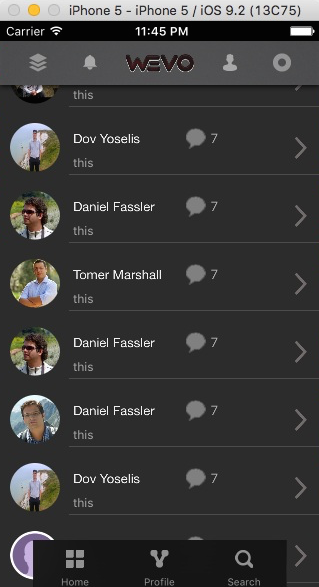 iPhone 5 - iPhone 5 / iOS 9.2 (13C75)
Carrier 11:45 PM
WEVO
this
Dov Yoselis 7
this
Daniel Fassler 7
this
Tomer Marshall 7
this
Daniel Fassler 7
this
Daniel Fassler 7
this
Dov Yoselis 7
this
Home Profile Search